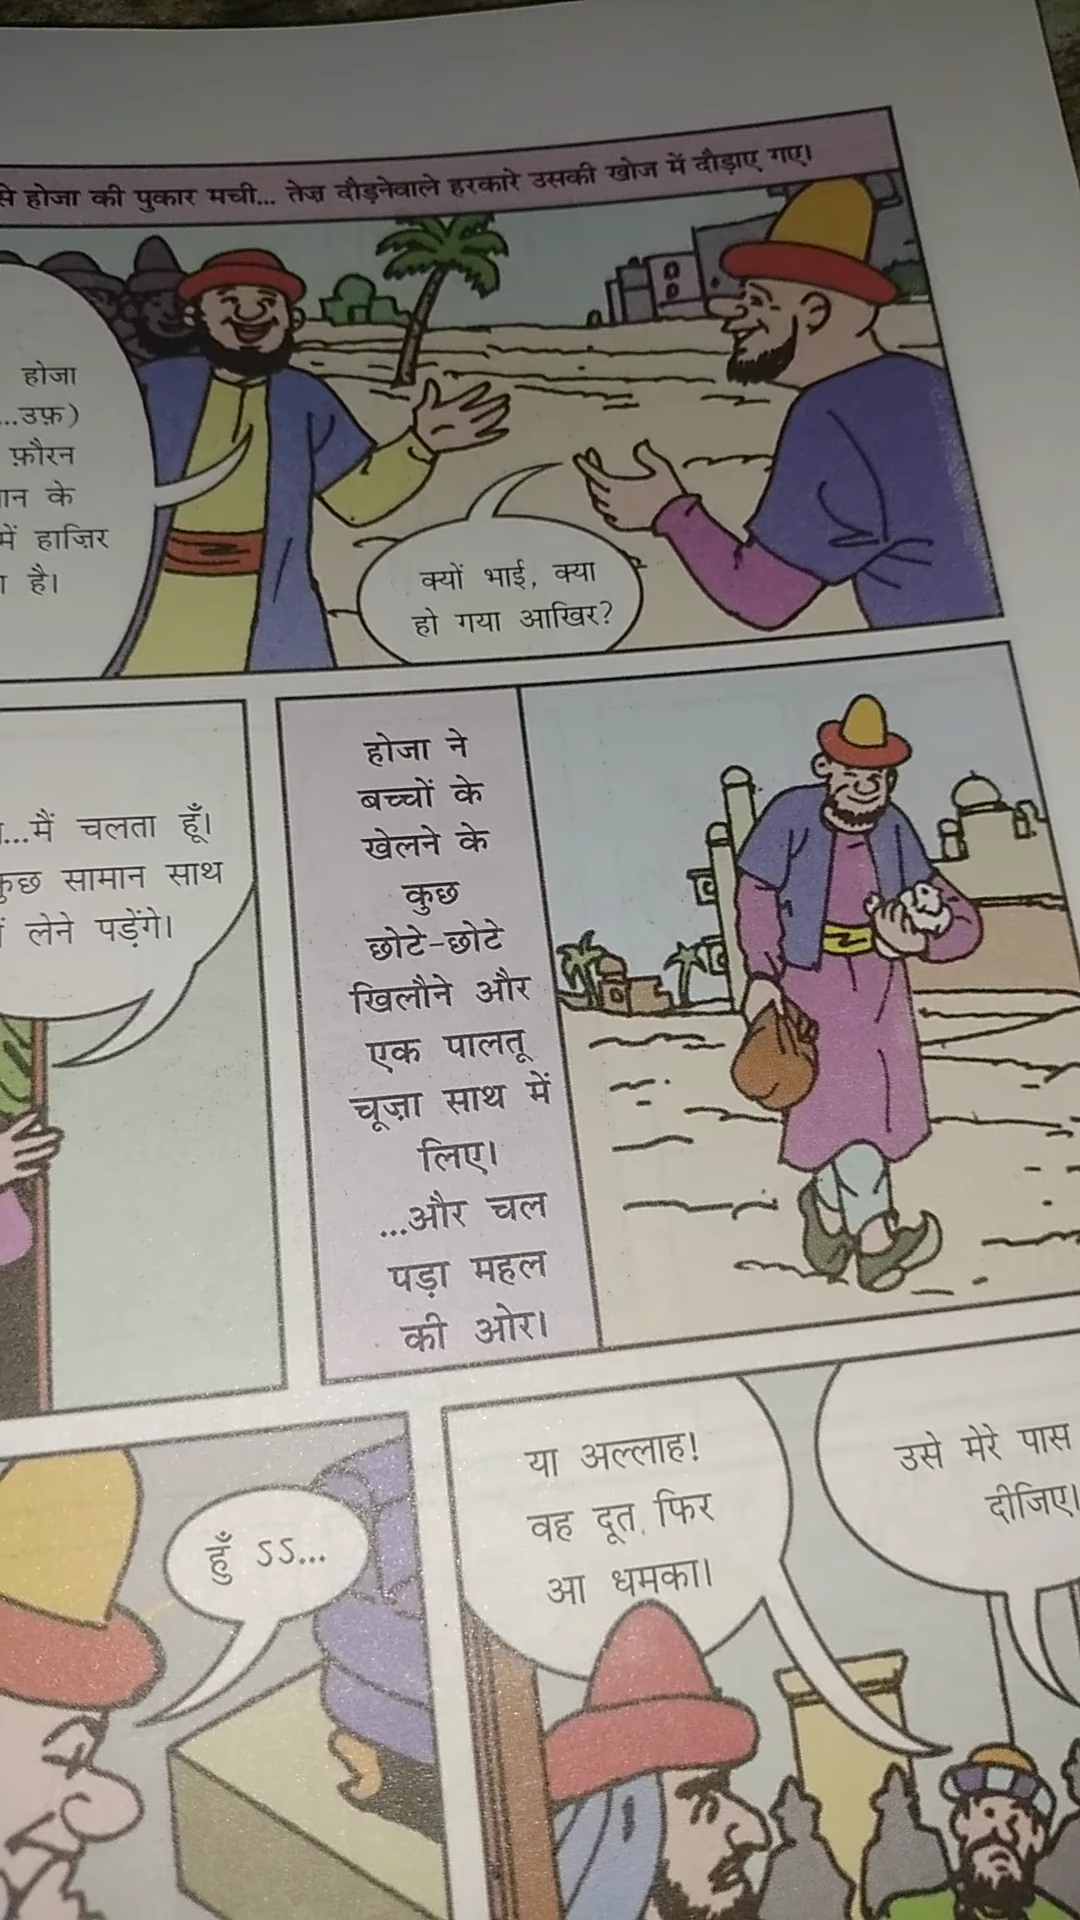 से होजा की पुकार मची... तेज़ दौड़नेवाले हरकारे उसकी खोज में दौड़ाए गए।
होजा
...उफ़)
फ़ौरन
के
में हाज़िर
है।
क्यों भाई, क्या
हो गया आखिर?
...मैं चलता हूँ।
कुछ सामान साथ
लेने पड़ेंगे।
होजा ने
बच्चों के
खेलने के
कुछ
छोटे-छोटे
खिलौने और
एक पालतू
चूज़ा साथ में
लिए।
...और चल
पड़ा महल
की ओर।
हुँ ऽऽ...
या अल्लाह!
वह दूत फिर
आ धमका।
उसे मेरे पास
दीजिए।